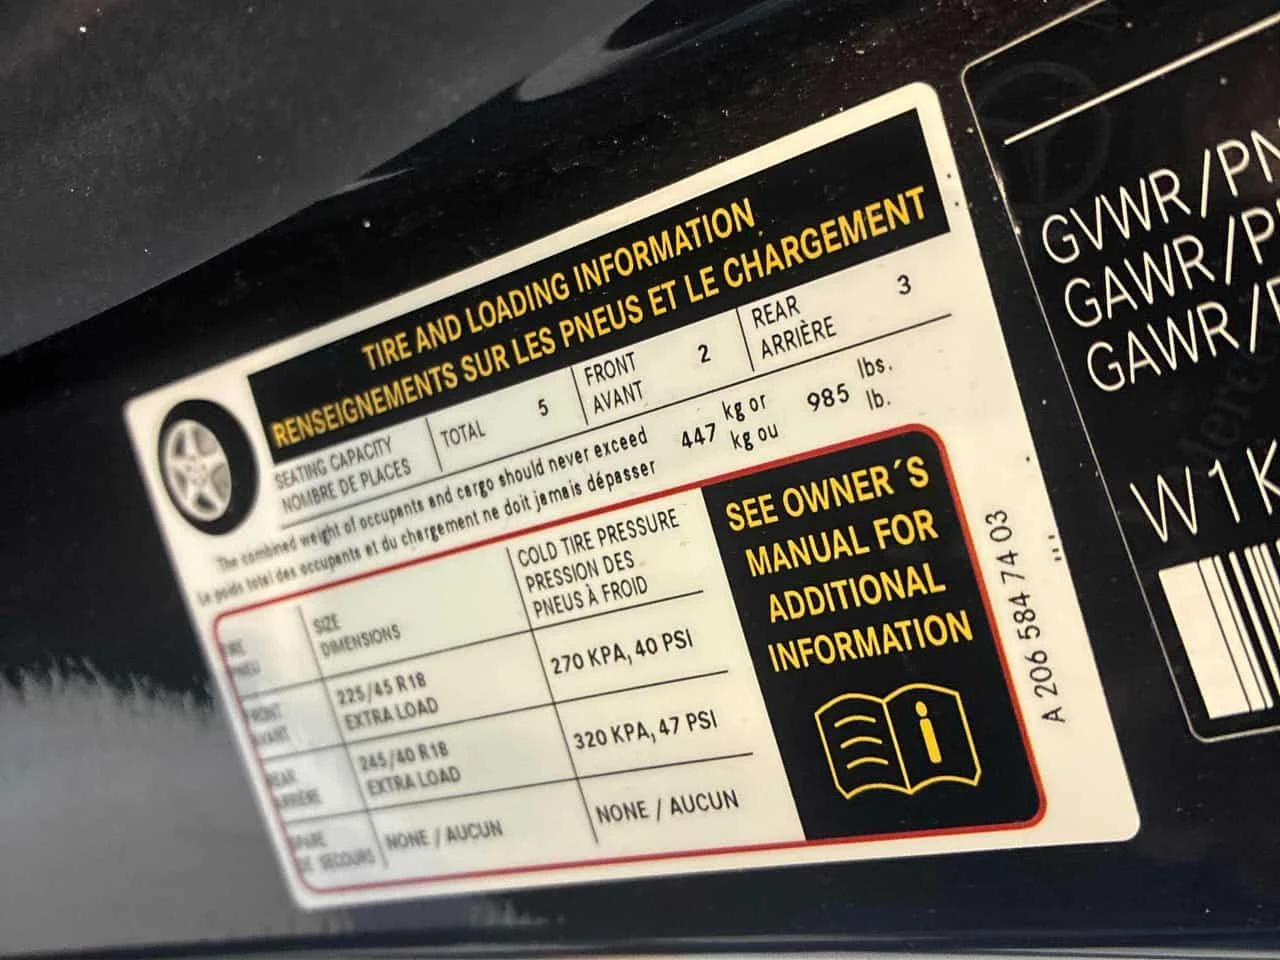 TIRE AND LOADING INFORMATION
RENSEIGNEMENTS SUR LES PNEUS ET LE CHARGEMENT
SEATING CAPACITY
NOMBRE DE PLACES
TOTAL 5
FRONT
AVANT
2
REAR
ARRIÈRE
3
The combined weight of occupants and cargo should never exceed 447 kg or 985 lbs.
Le poids total des occupants et du chargement ne doit jamais dépasser kg ou lb.
SIZE
DIMENSIONS
COLD TIRE PRESSURE
PRESSION DES
PNEUS À FROID
225/45 R18
EXTRA LOAD
270 KPA, 40 PSI
245/40 R18
EXTRA LOAD
320 KPA, 47 PSI
DE SECOURS
NONE / AUCUN
NONE / AUCUN
SEE OWNER´S
MANUAL FOR
ADDITIONAL
INFORMATION
A 206 584 74 03
GVWR/PN
GAWR/P
GAWR/
W1K